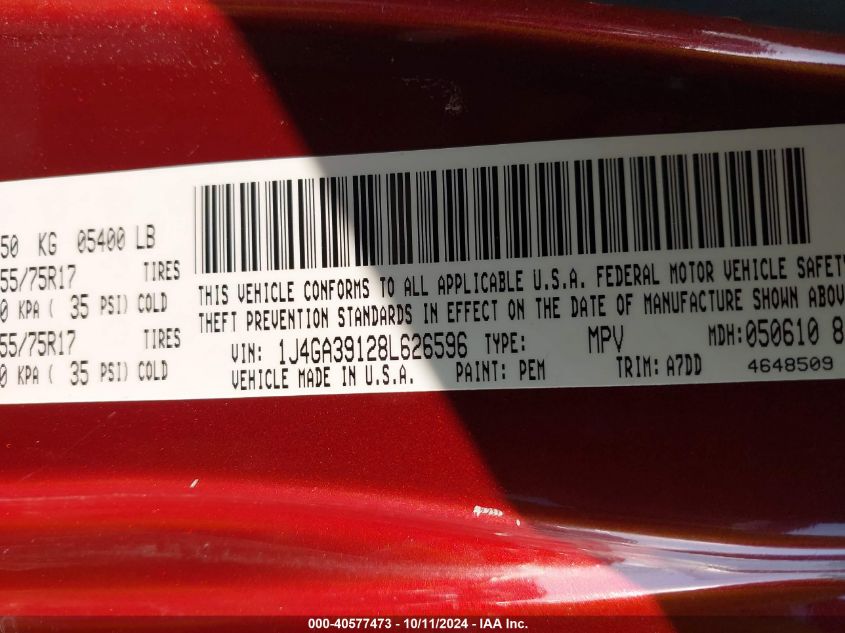 50 KG 05400 LB
55/75R17 TIRES
0 KPA ( 35 PSI) COLD
55/75R17 TIRES
0 KPA ( 35 PSI) COLD
THIS VEHICLE CONFORMS TO ALL APPLICABLE U.S.A. FEDERAL MOTOR VEHICLE SAFETY
THEFT PREVENTION STANDARDS IN EFFECT ON THE DATE OF MANUFACTURE SHOWN ABOV
VIN: 1J4GA39128L626596 TYPE: MPV MDH: 050610 8
VEHICLE MADE IN U.S.A. PAINT: PEM TRIM: A7DD 4648509
000-40577473 - 10/11/2024 - IAA Inc.